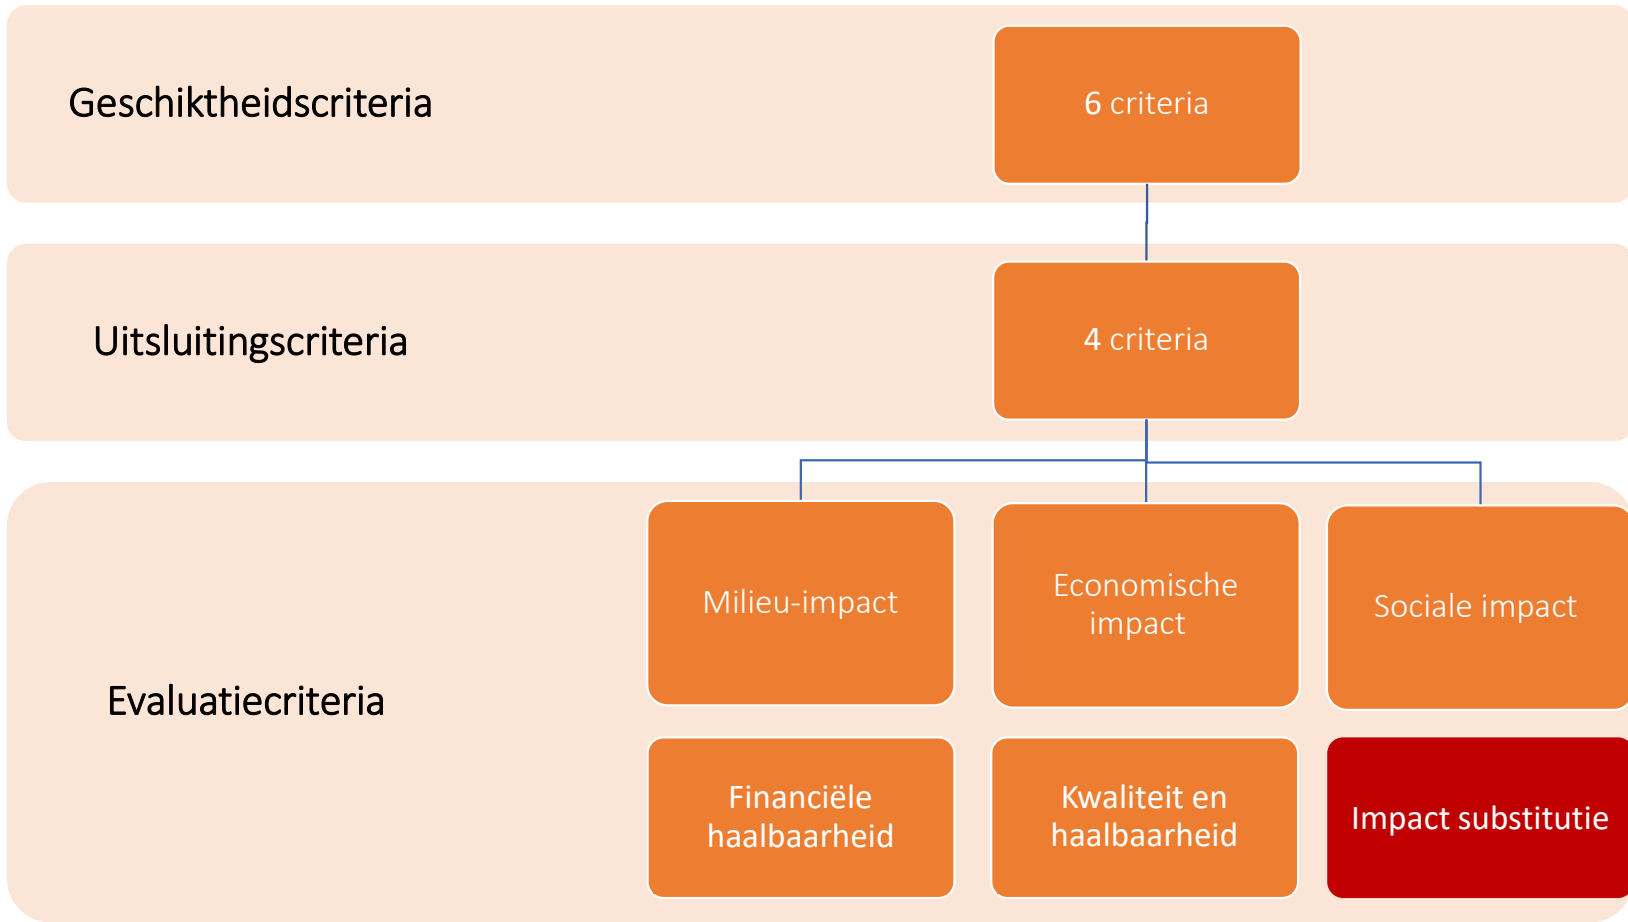 Geschiktheidscriteria
6 criteria
Uitsluitingscriteria
4 criteria
Evaluatiecriteria
Milieu-impact
Economische
impact
Sociale impact
Financiële
haalbaarheid
Kwaliteit en
haalbaarheid
Impact substitutie